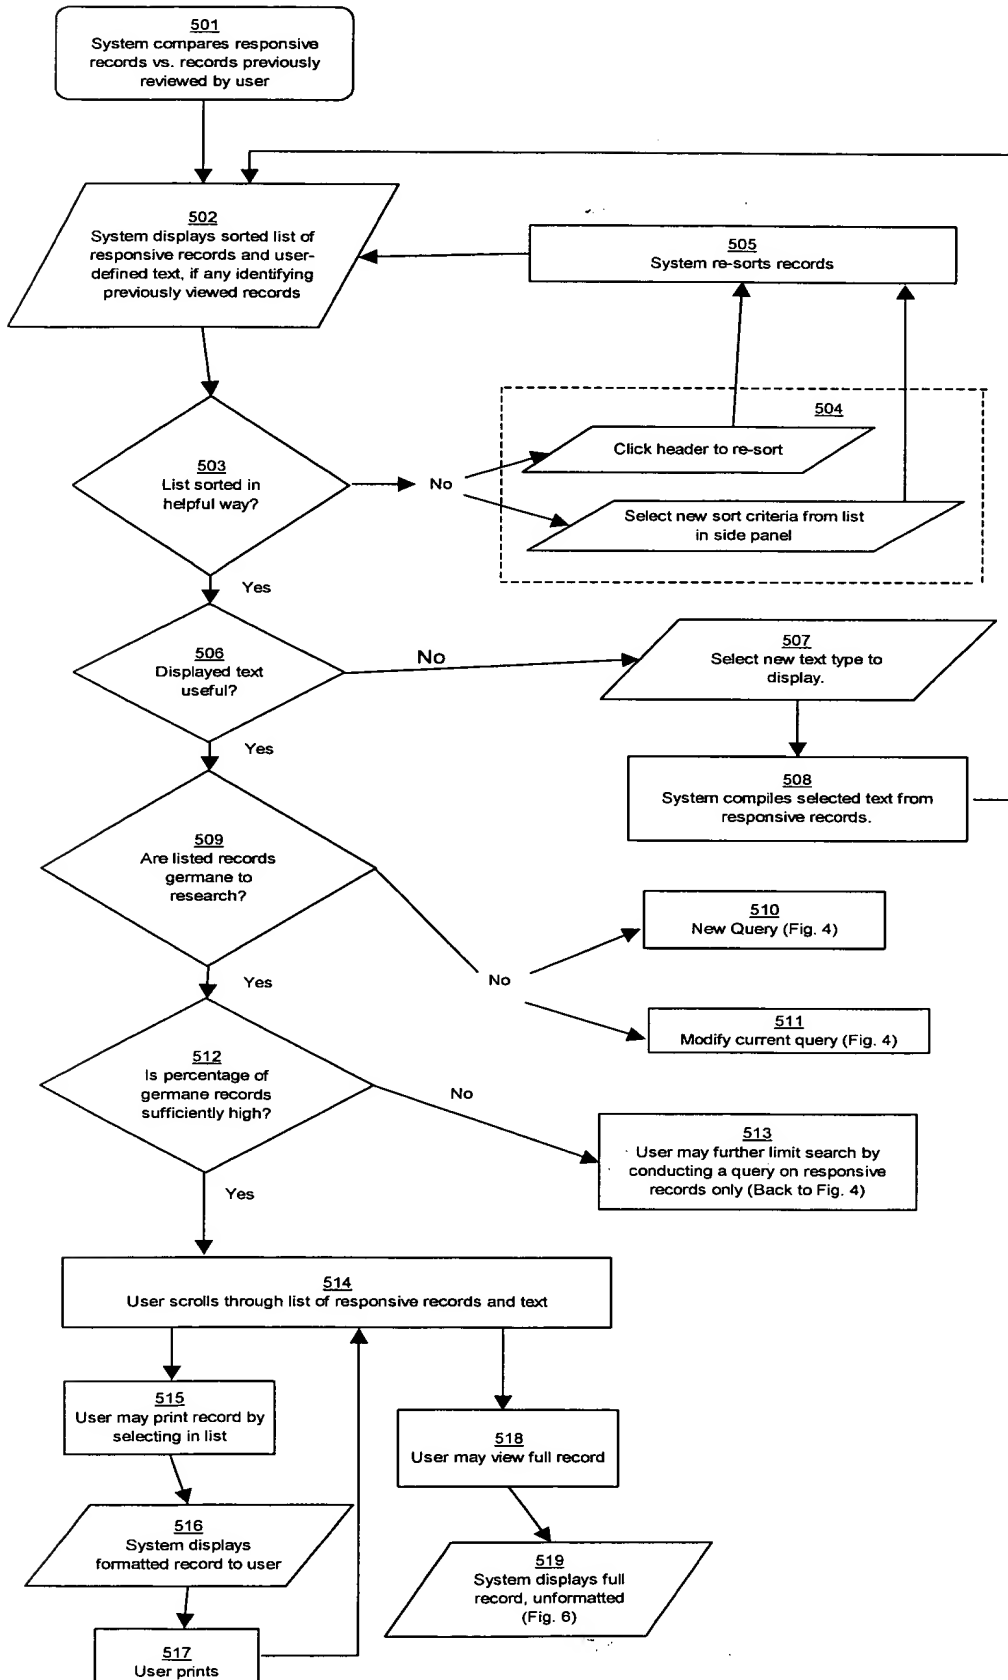 501
System compares responsive
records vs. records previously
reviewed by user
502
System displays sorted list of
responsive records and user-
defined text, if any identifying
previously viewed records
505
System re-sorts records
504
Click header to re-sort
503
List sorted in
helpful way?
No
Select new sort criteria from list
in side panel
Yes
506
Displayed text
useful?
No
507
Select new text type to
display.
Yes
508
System compiles selected text from
responsive records.
509
Are listed records
germane to
research?
510
New Query (Fig. 4)
No
Yes
511
Modify current query (Fig. 4)
512
Is percentage of
germane records
sufficiently high?
No
513
User may further limit search by
conducting a query on responsive
records only (Back to Fig. 4)
Yes
514
User scrolls through list of responsive records and text
515
User may print record by
selecting in list
518
User may view full record
516
System displays
formatted record to user
519
System displays full
record, unformatted
(Fig. 6)
517
User prints